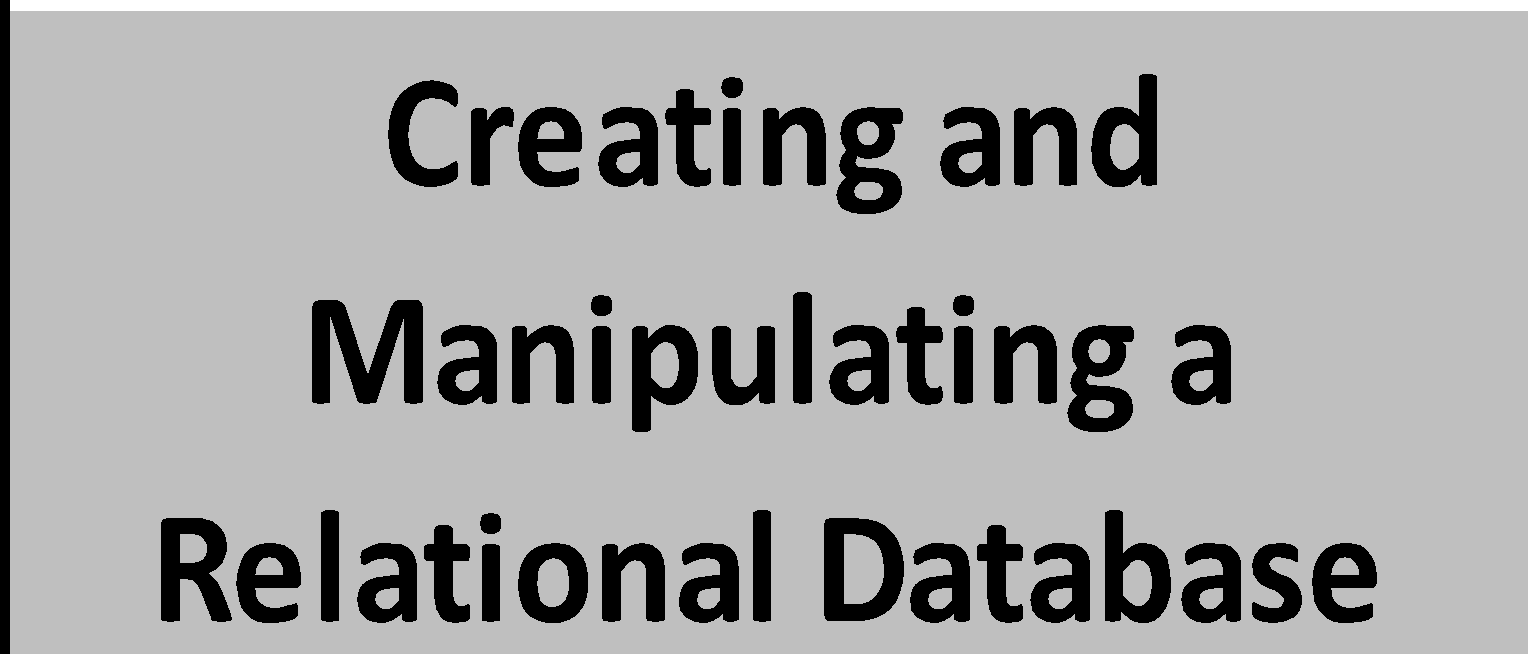 Creating and
Manipulating a
Relational Database